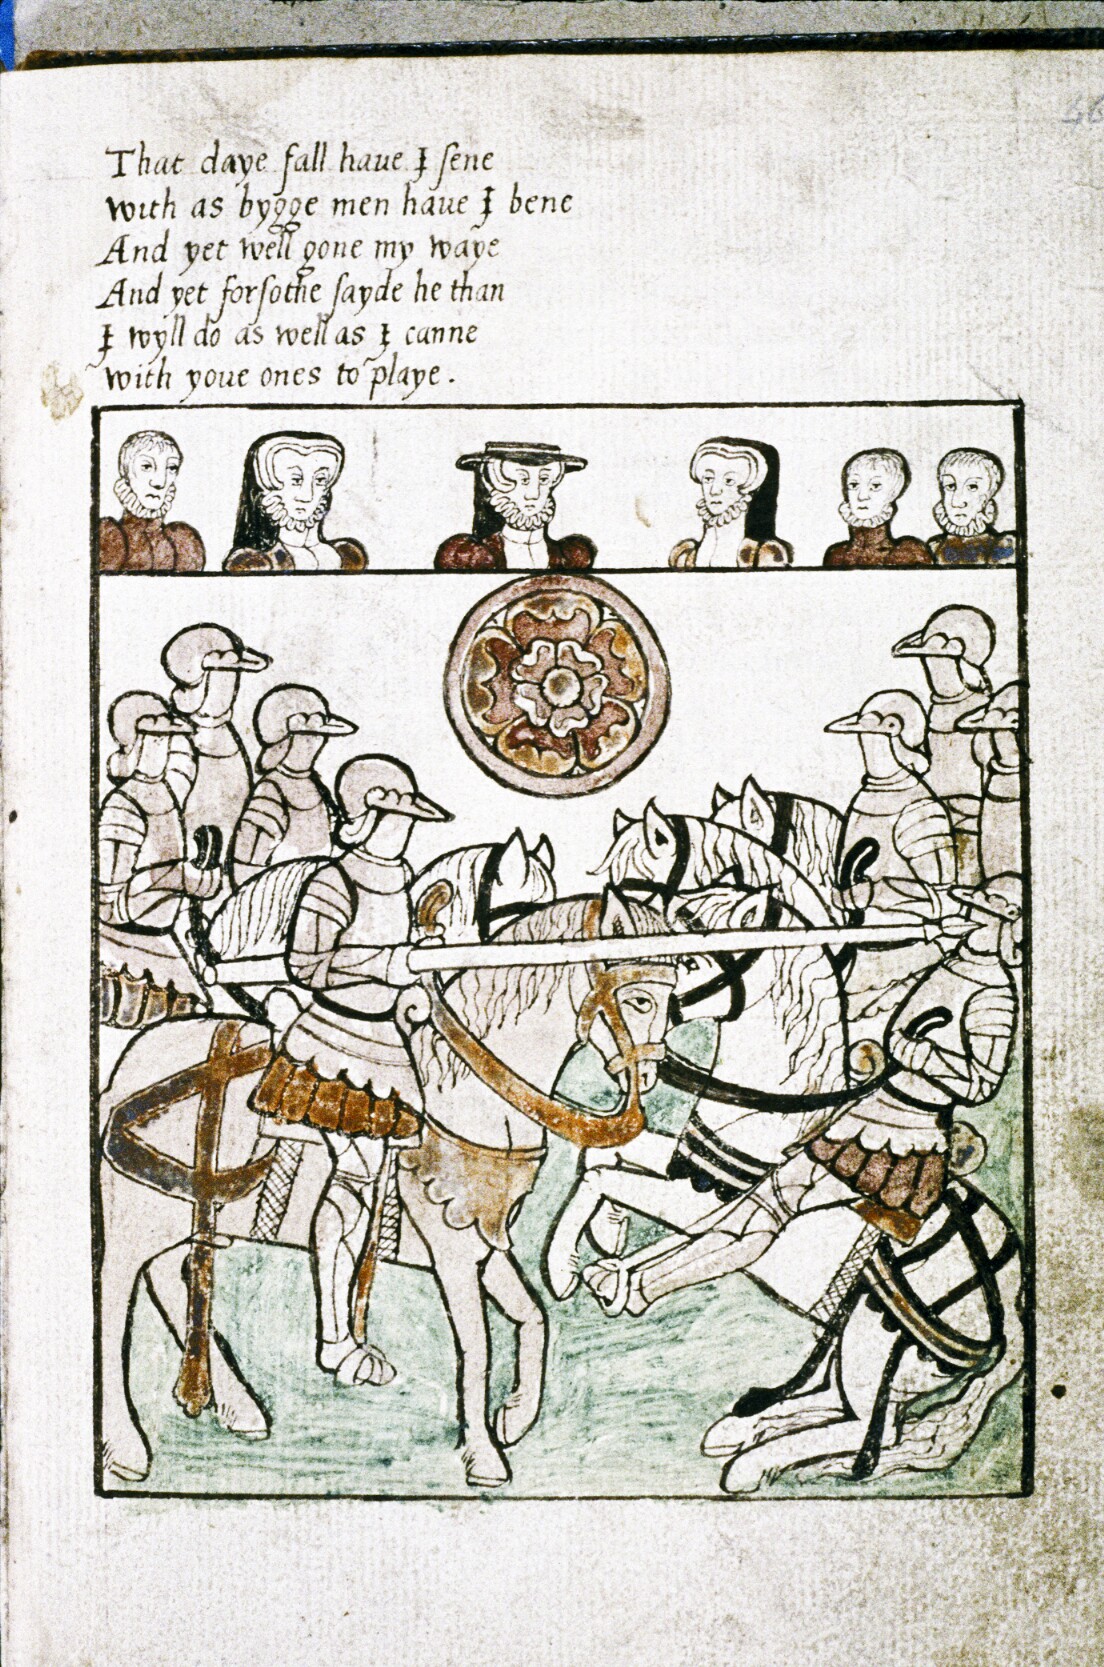 That daye fall haue I sene
with as bygge men haue I bene
And yet well gone my waye
And yet forsothe sayde he than
I wyll do as well as I canne
with youe ones to playe.